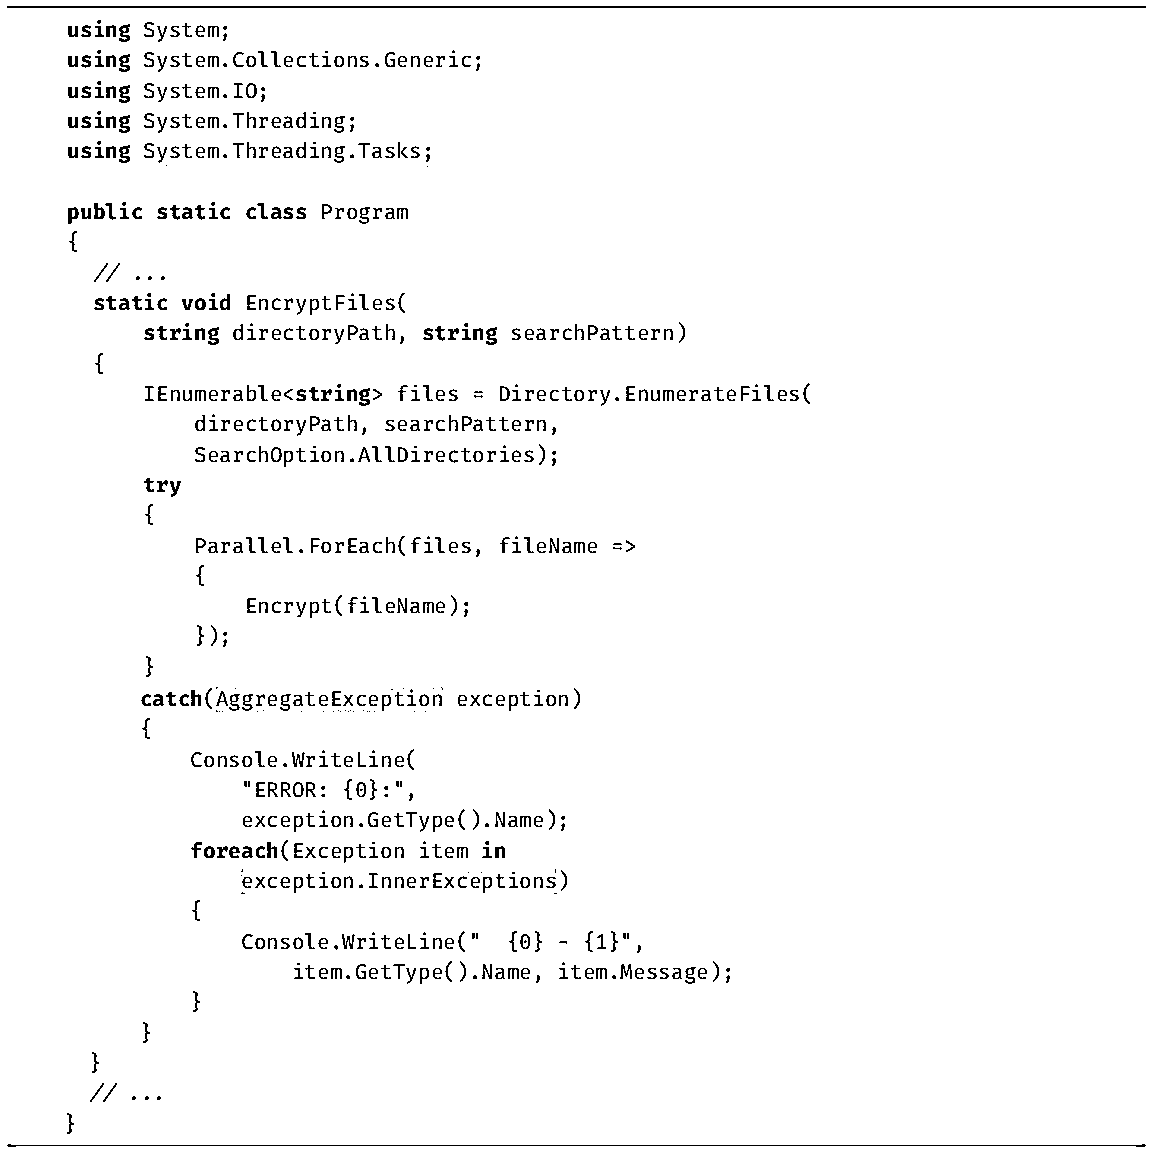 using System;
using System.Collections.Generic;
using System.IO;
using System.Threading;
using System.Threading.Tasks;

public static class Program
{
  // ...
  static void EncryptFiles(
      string directoryPath, string searchPattern)
  {
      IEnumerable<string> files = Directory.EnumerateFiles(
          directoryPath, searchPattern,
          SearchOption.AllDirectories);
      try
      {
          Parallel.ForEach(files, fileName =>
          {
              Encrypt(fileName);
          });
      }
      catch(AggregateException exception)
      {
          Console.WriteLine(
              "ERROR: {0}:",
              exception.GetType().Name);
          foreach(Exception item in
              exception.InnerExceptions)
          {
              Console.WriteLine("  {0} - {1}",
                  item.GetType().Name, item.Message);
          }
      }
  }
  // ...
}